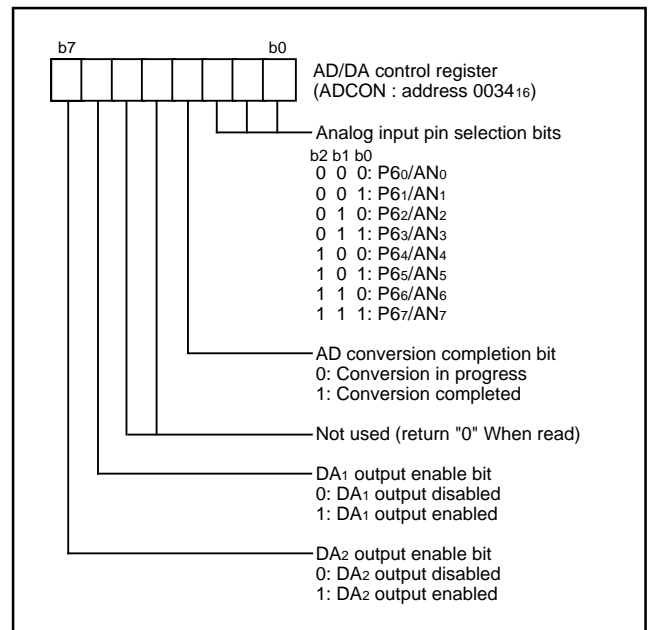 b7 b0
AD/DA control register
(ADCON : address 003416)
Analog input pin selection bits
b2 b1 b0
0 0 0: P60/AN0
0 0 1: P61/AN1
0 1 0: P62/AN2
0 1 1: P63/AN3
1 0 0: P64/AN4
1 0 1: P65/AN5
1 1 0: P66/AN6
1 1 1: P67/AN7
AD conversion completion bit
0: Conversion in progress
1: Conversion completed
Not used (return "0" When read)
DA1 output enable bit
0: DA1 output disabled
1: DA1 output enabled
DA2 output enable bit
0: DA2 output disabled
1: DA2 output enabled